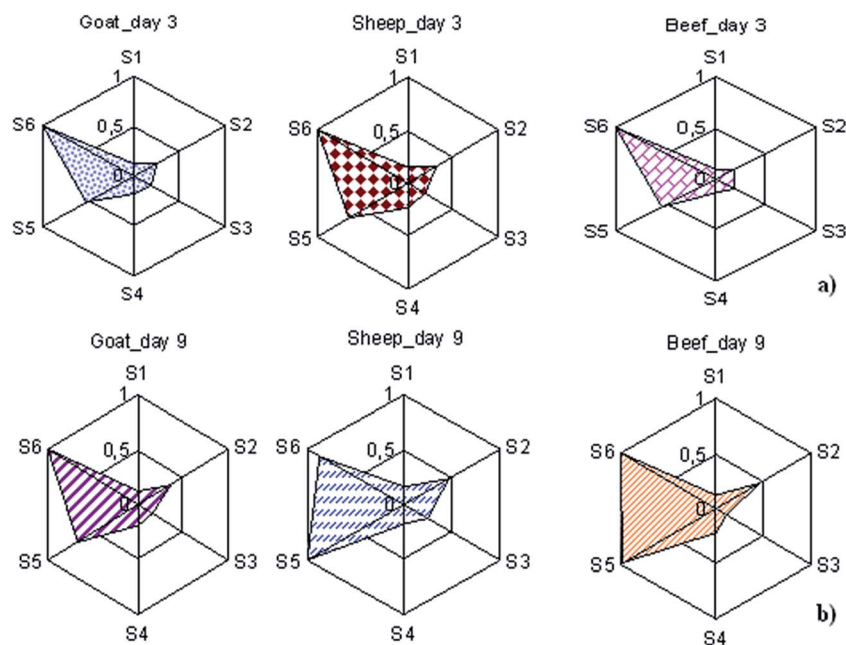 Goat_day 3
S1
1
S6
0,5
S2
0
S5
S3
S4
Sheep_day 3
S1
1
S6
0,5
S2
0
S5
S3
S4
Beef_day 3
S1
1
S6
0,5
S2
0
S5
S3
S4
a)
Goat_day 9
S1
1
S6
0,5
S2
0
S5
S3
S4
Sheep_day 9
S1
1
S6
0,5
S2
0
S5
S3
S4
Beef_day 9
S1
1
S6
0,5
S2
0
S5
S3
S4
b)